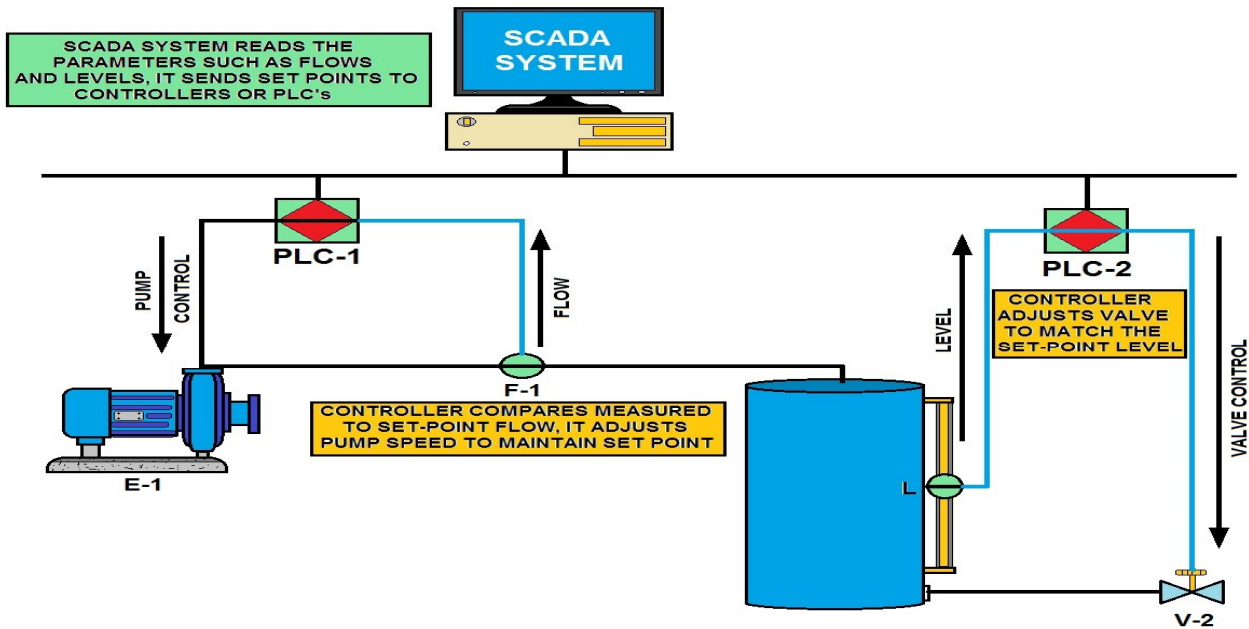 SCADA SYSTEM READS THE
PARAMETERS SUCH AS FLOWS
AND LEVELS, IT SENDS SET POINTS TO
CONTROLLERS OR PLC's
SCADA
SYSTEM
PLC-1
PLC-2
PUMP
CONTROL
FLOW
LEVEL
VALVE CONTROL
CONTROLLER
ADJUSTS VALVE
TO MATCH THE
SET-POINT LEVEL
F-1
CONTROLLER COMPARES MEASURED
TO SET-POINT FLOW, IT ADJUSTS
PUMP SPEED TO MAINTAIN SET POINT
E-1
L
V-2